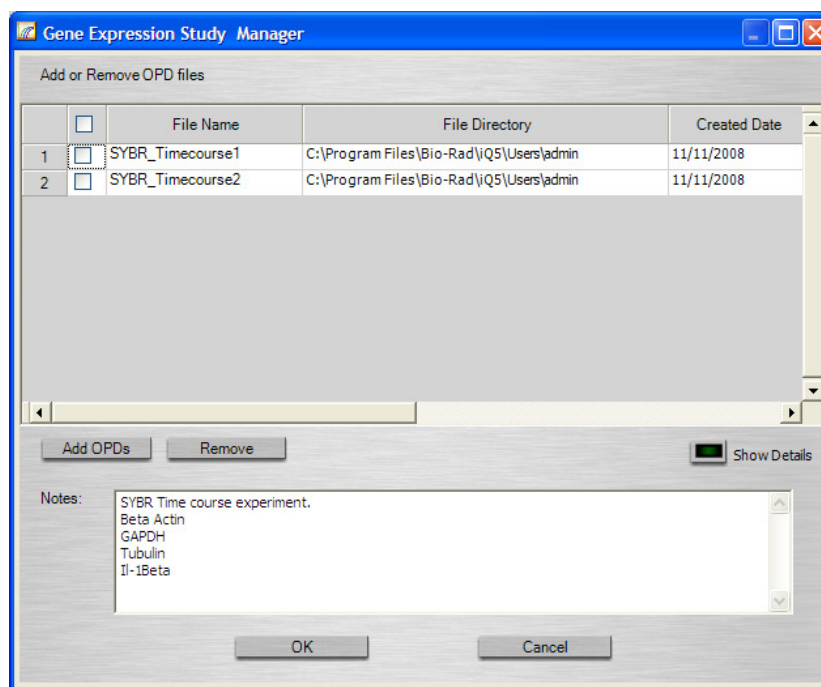 Gene Expression Study Manager
Add or Remove OPD files
File Name File Directory Created Date
1 SYBR_Timecourse1 C:\Program Files\Bio-Rad\iQ5\Users\admin 11/11/2008
2 SYBR_Timecourse2 C:\Program Files\Bio-Rad\iQ5\Users\admin 11/11/2008
Add OPDs Remove Show Details
Notes:
SYBR Time course experiment.
Beta Actin
GAPDH
Tubulin
Il-1Beta
OK Cancel